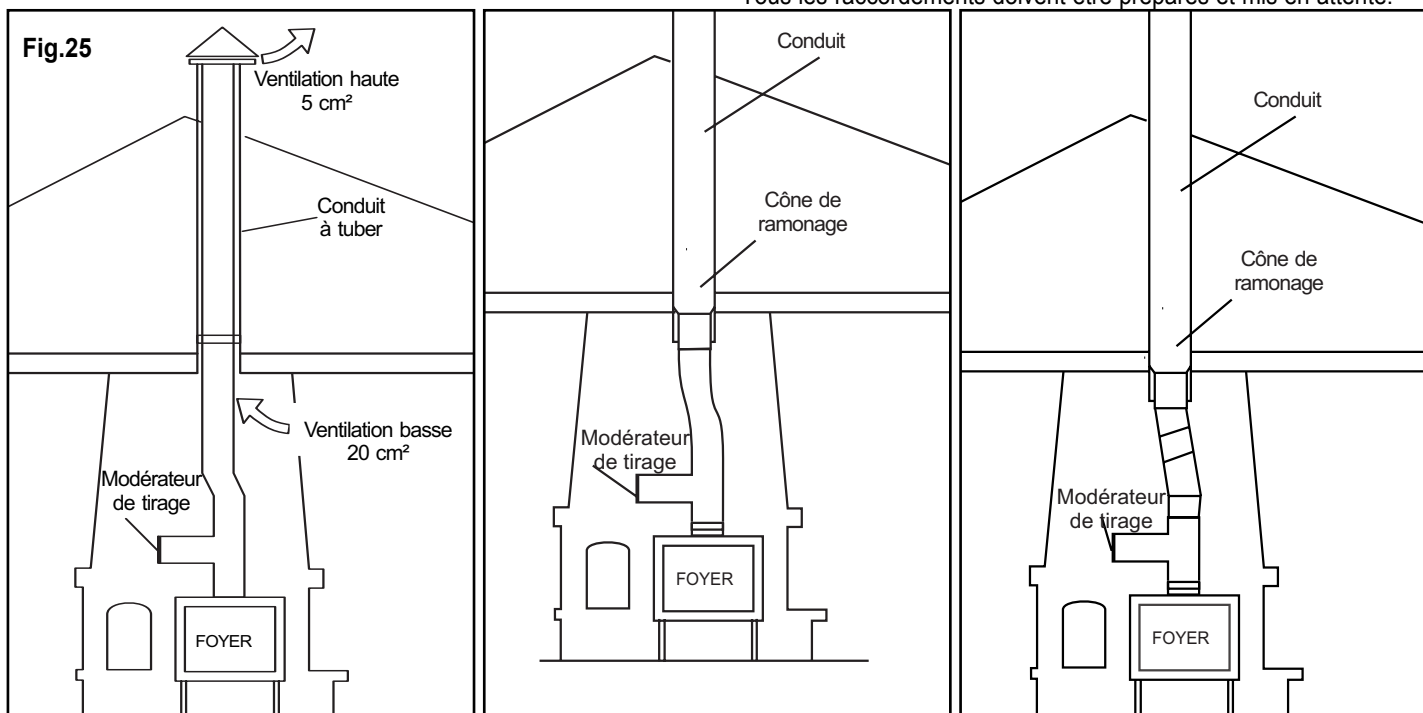 Tous les raccordements doivent être préparés et mis en attente.
Fig.25
Ventilation haute
5 cm²
Conduit
à tuber
Ventilation basse
20 cm²
Modérateur
de tirage
FOYER
Conduit
Cône de
ramonage
Modérateur
de tirage
FOYER
Conduit
Cône de
ramonage
Modérateur
de tirage
FOYER